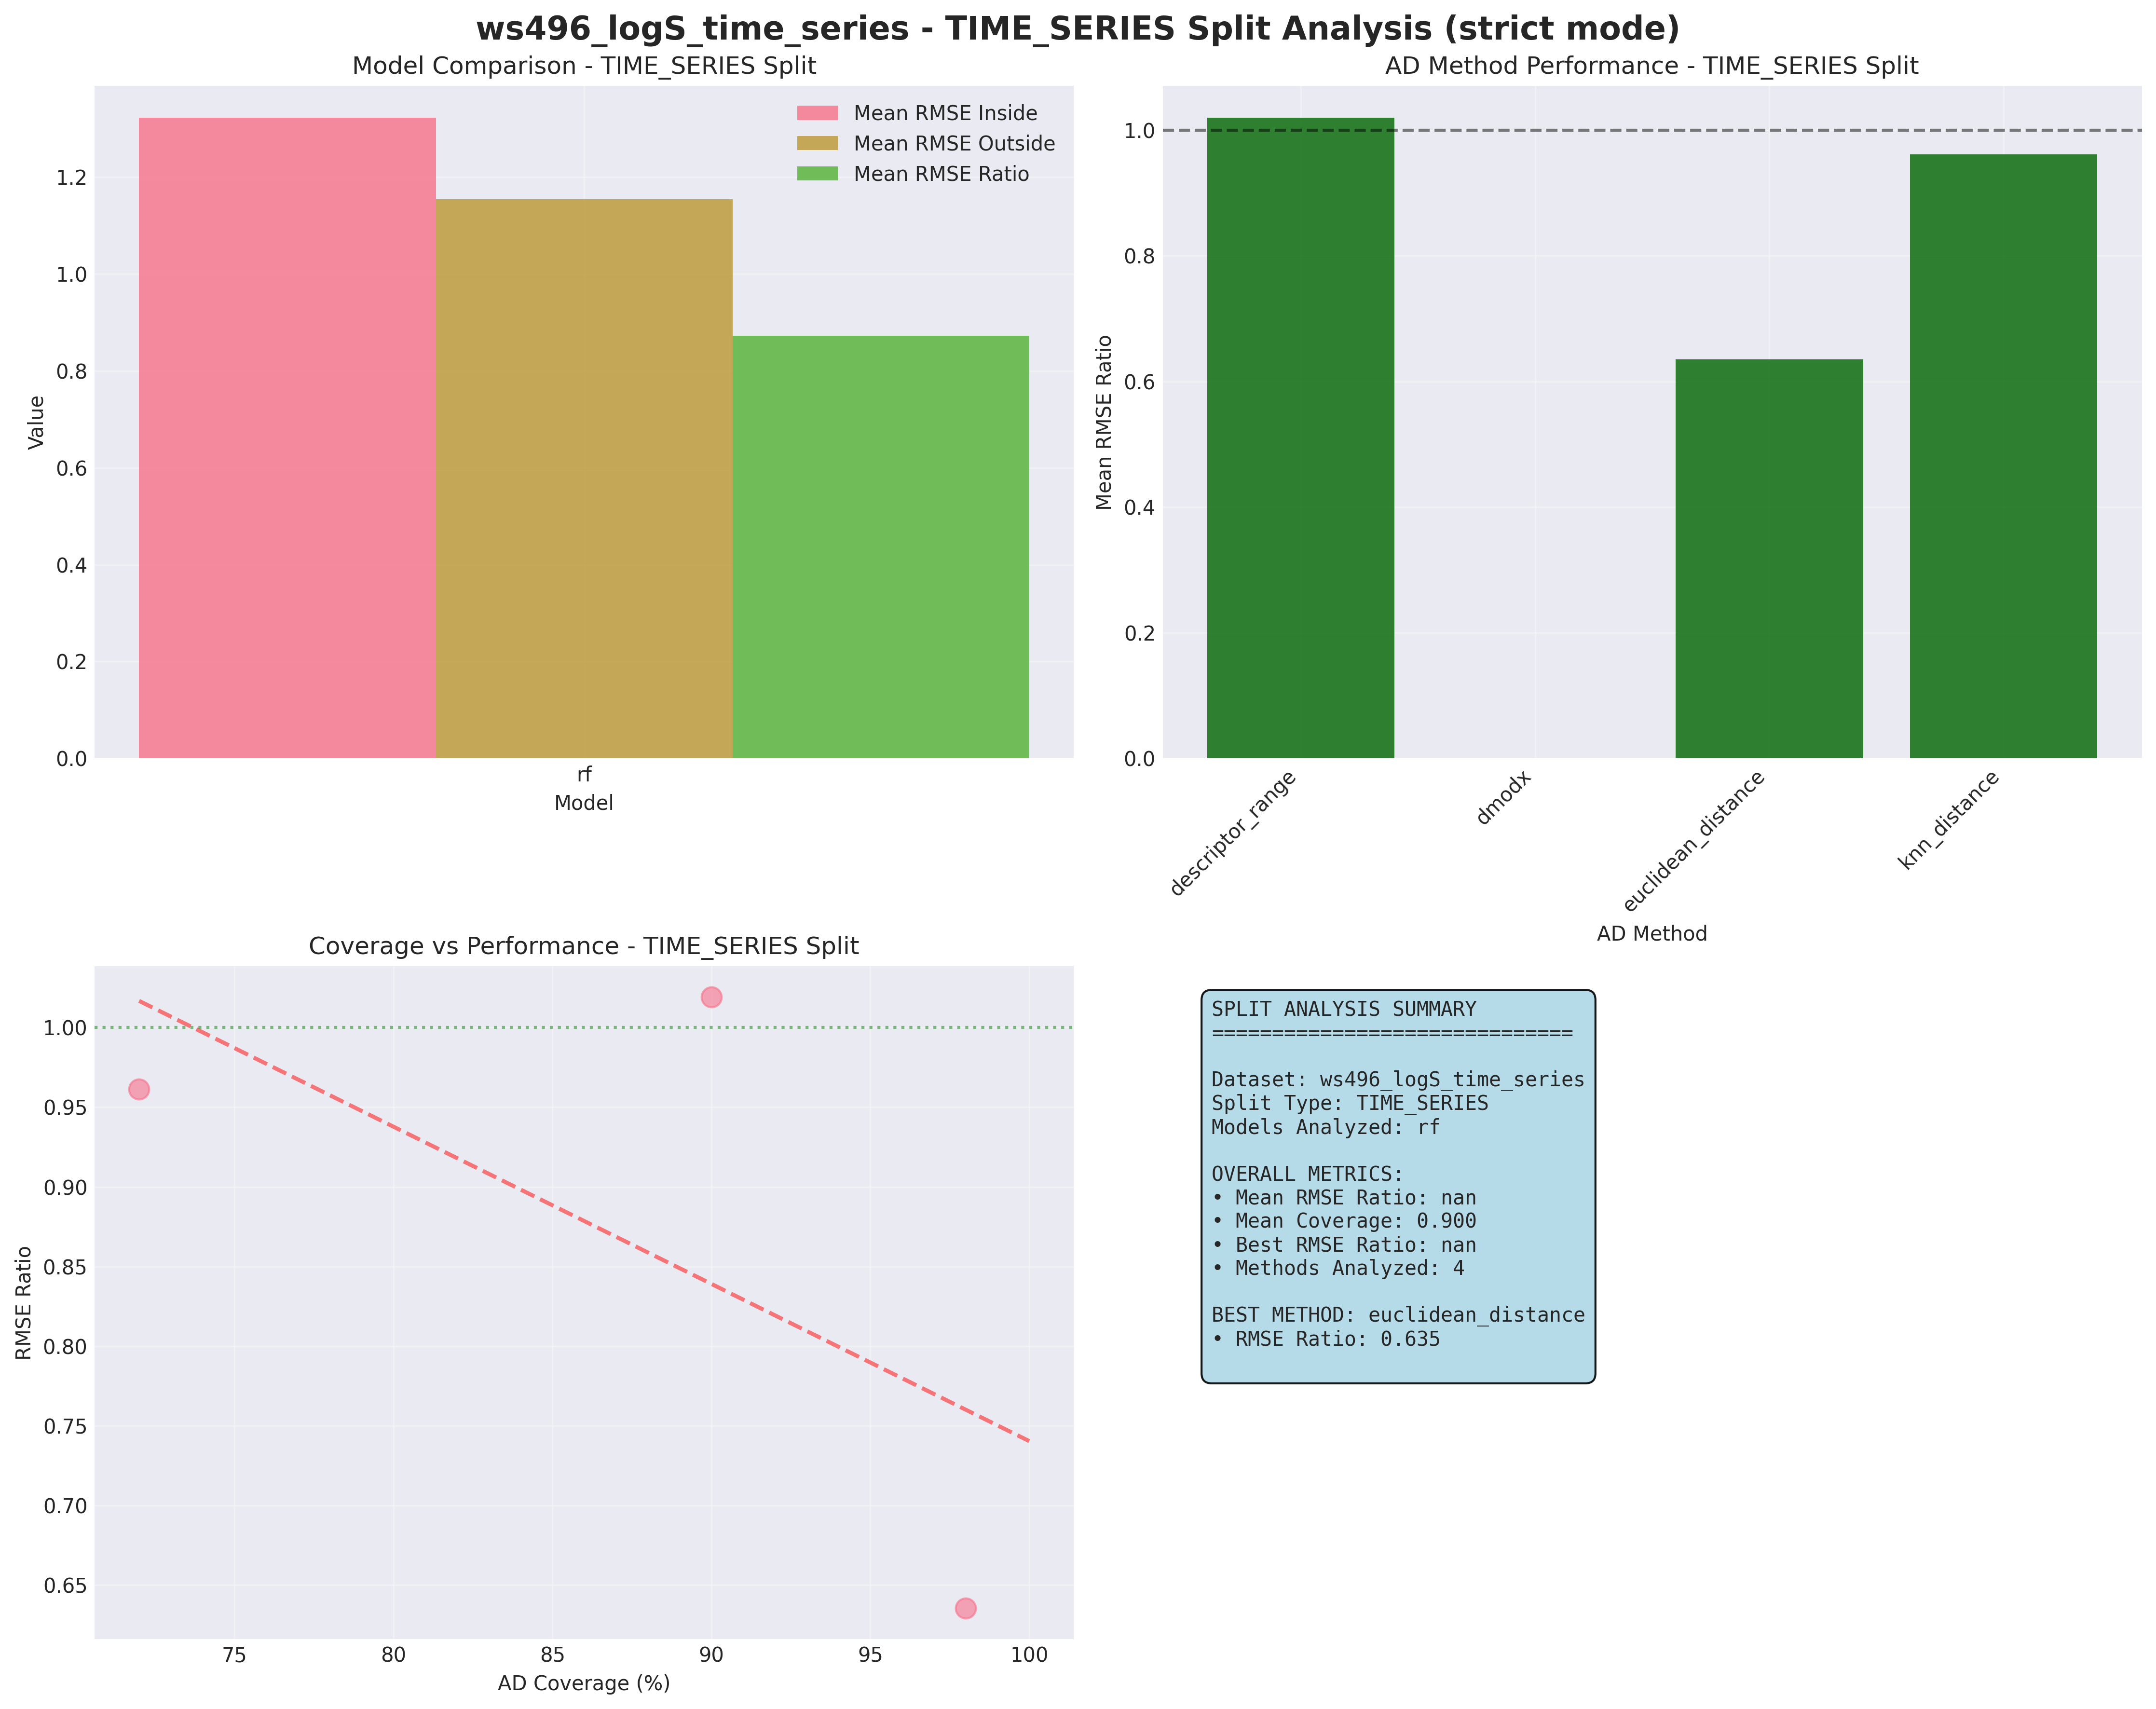 ws496_logS_time_series - TIME_SERIES Split Analysis (strict mode)
Model Comparison - TIME_SERIES Split
Mean RMSE Inside
Mean RMSE Outside
Mean RMSE Ratio
Value
1.2
1.0
0.8
0.6
0.4
0.2
0.0
rf
Model
AD Method Performance - TIME_SERIES Split
Mean RMSE Ratio
1.0
0.8
0.6
0.4
0.2
0.0
descriptor_range
dmodx
euclidean_distance
knn_distance
AD Method
Coverage vs Performance - TIME_SERIES Split
RMSE Ratio
1.00
0.95
0.90
0.85
0.80
0.75
0.70
0.65
75
80
85
90
95
100
AD Coverage (%)
SPLIT ANALYSIS SUMMARY
==============================
Dataset: ws496_logS_time_series
Split Type: TIME_SERIES
Models Analyzed: rf
OVERALL METRICS:
• Mean RMSE Ratio: nan
• Mean Coverage: 0.900
• Best RMSE Ratio: nan
• Methods Analyzed: 4
BEST METHOD: euclidean_distance
• RMSE Ratio: 0.635